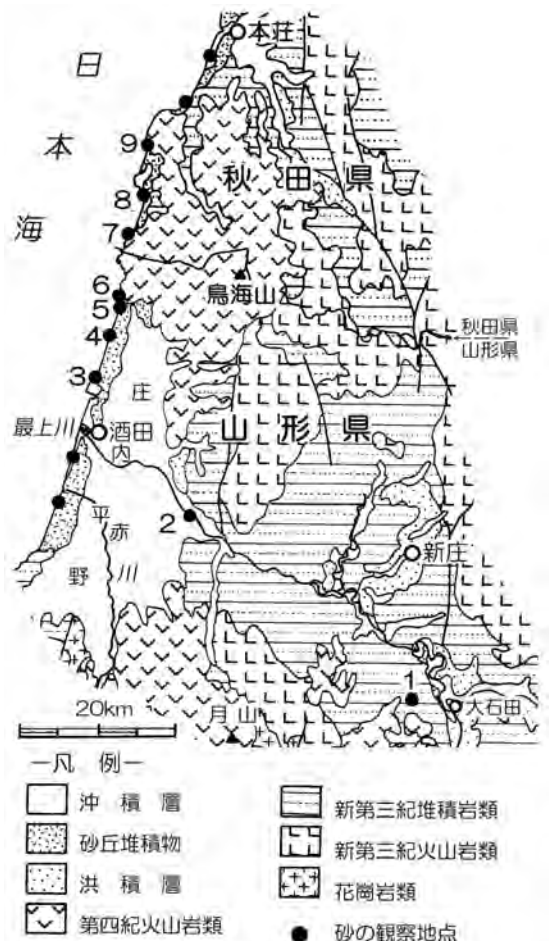 本荘
日本海
9
秋田県
8
7
鳥海山
6
5
秋田県
山形県
4
3
庄
山形県
最上川
酒田
内
2
平
赤
新庄
野
川
1
大石田
20km
月山
―凡 例―
沖積層
新第三紀堆積岩類
砂丘堆積物
新第三紀火山岩類
洪積層
花崗岩類
第四紀火山岩類
砂の観察地点